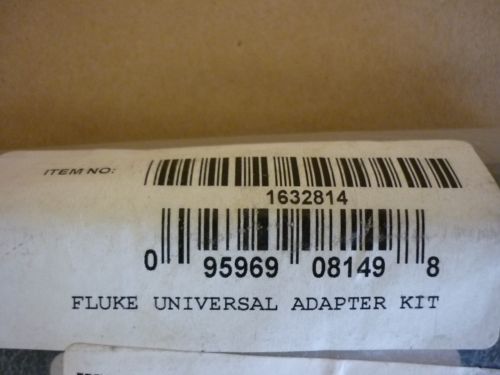 ITEM NO:
1632814
0 95969 08149 8
FLUKE UNIVERSAL ADAPTER KIT